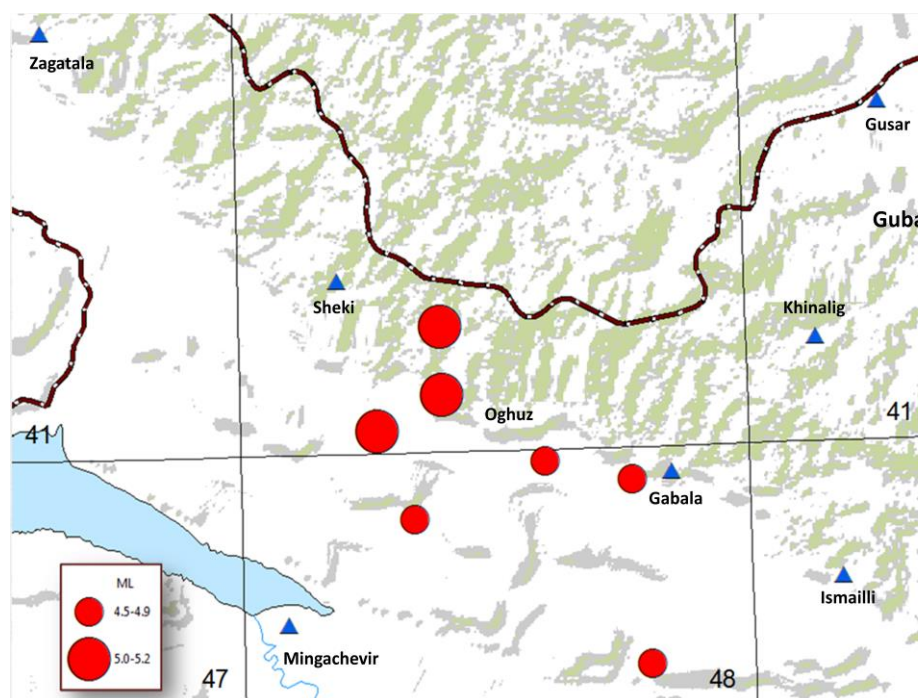 Zagatala
Gusar
Guba
Sheki
Khinalig
Oghuz
41
41
Gabala
ML
4.5-4.9
5.0-5.2
Ismailli
Mingachevir
47
48